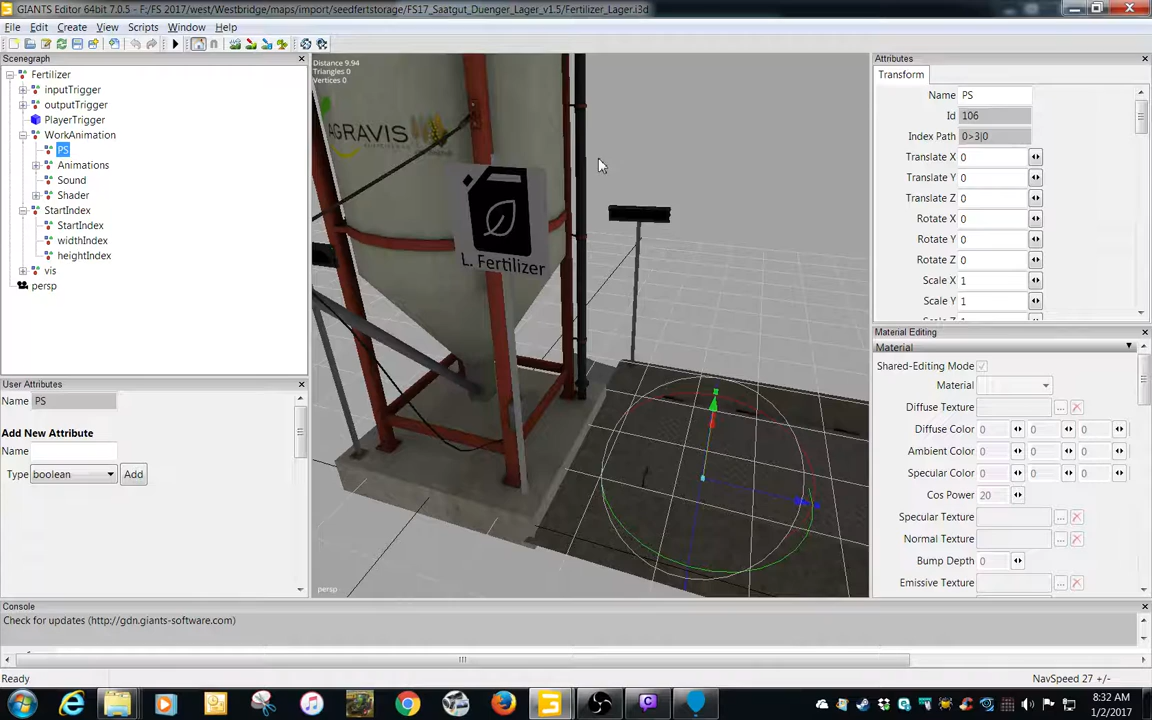 GIANTS Editor 64bit 7.0.5 - F:/FS 2017/west/Westbridge/maps/import/seedfertstorage/FS17_Saatgut_Duenger_Lager_v1.5/Fertilizer_Lager.i3d
File Edit Create View Scripts Window Help
Scenegraph
Fertilizer
inputTrigger
outputTrigger
PlayerTrigger
WorkAnimation
PS
Animations
Sound
Shader
StartIndex
StartIndex
widthIndex
heightIndex
vis
persp
User Attributes
Name PS
Add New Attribute
Name
Type boolean Add
Distance 9.94
Triangles 0
Vertices 0
AGRAVIS
L. Fertilizer
persp
Attributes
Transform
Name PS
Id 106
Index Path 0>3|0
Translate X 0
Translate Y 0
Translate Z 0
Rotate X 0
Rotate Y 0
Rotate Z 0
Scale X 1
Scale Y 1
Material Editing
Material
Shared-Editing Mode
Material
Diffuse Texture ...
Diffuse Color 0 0 0
Ambient Color 0 0 0
Specular Color 0 0 0
Cos Power 20
Specular Texture ...
Normal Texture ...
Bump Depth 0
Emissive Texture ...
Console
Check for updates (http://gdn.giants-software.com)
Ready NavSpeed 27 +/-
8:32 AM
1/2/2017